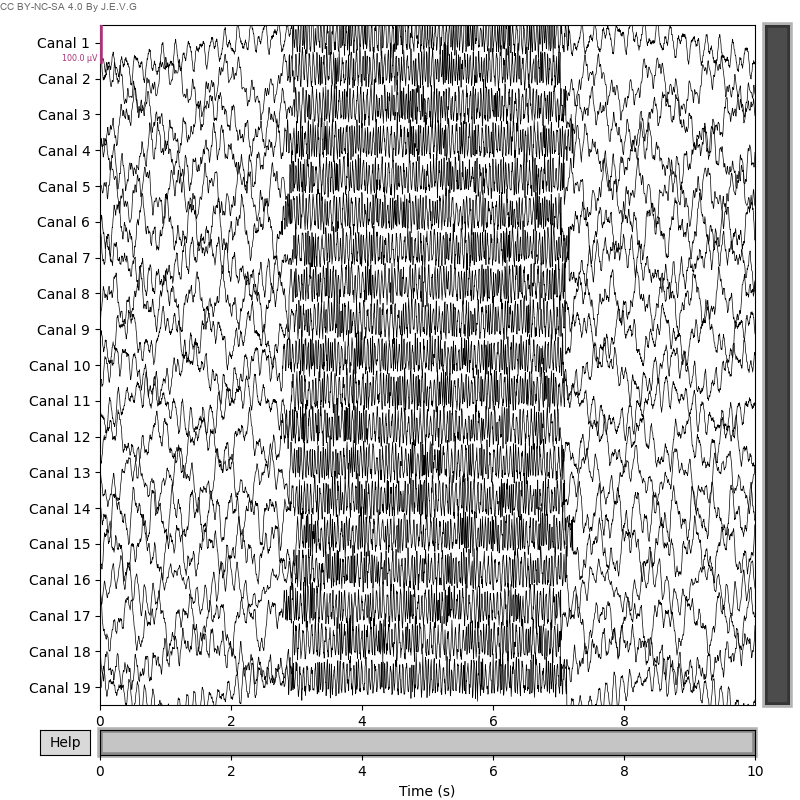 CC BY-NC-SA 4.0 By J.E.V.G
Canal 1
100.0 µV
Canal 2
Canal 3
Canal 4
Canal 5
Canal 6
Canal 7
Canal 8
Canal 9
Canal 10
Canal 11
Canal 12
Canal 13
Canal 14
Canal 15
Canal 16
Canal 17
Canal 18
Canal 19
0 2 4 6 8
Help
0 2 4 6 8 10
Time (s)